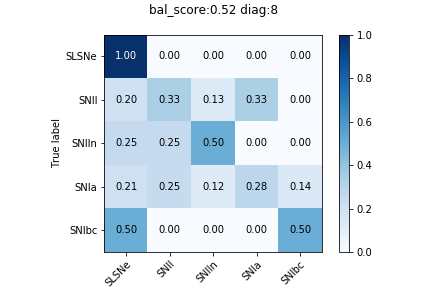 bal_score:0.52 diag:8
True label
SLSNe 1.00 0.00 0.00 0.00 0.00
SNII 0.20 0.33 0.13 0.33 0.00
SNIIn 0.25 0.25 0.50 0.00 0.00
SNIa 0.21 0.25 0.12 0.28 0.14
SNIbc 0.50 0.00 0.00 0.00 0.50
SLSNe SNII SNIIn SNIa SNIbc
1.0
0.8
0.6
0.4
0.2
0.0